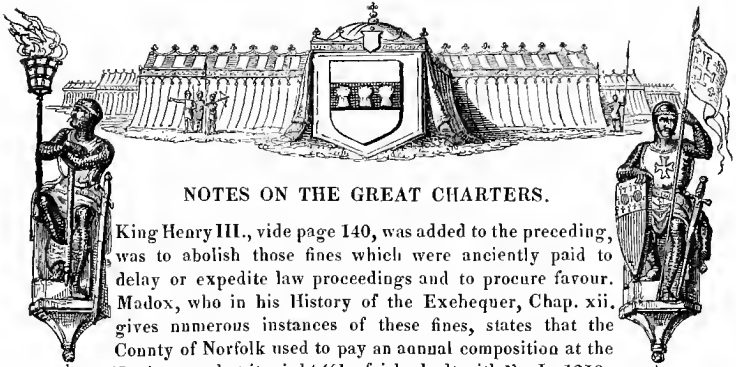 NOTES ON THE GREAT CHARTERS.
King Henry III., vide page 140, was added to the preceding,
was to abolish those fines which were anciently paid to
delay or expedite law proceedings and to procure favour.
Madox, who in his History of the Exchequer, Chap. xii.
gives numerous instances of these fines, states that the
County of Norfolk used to pay an annual composition at the